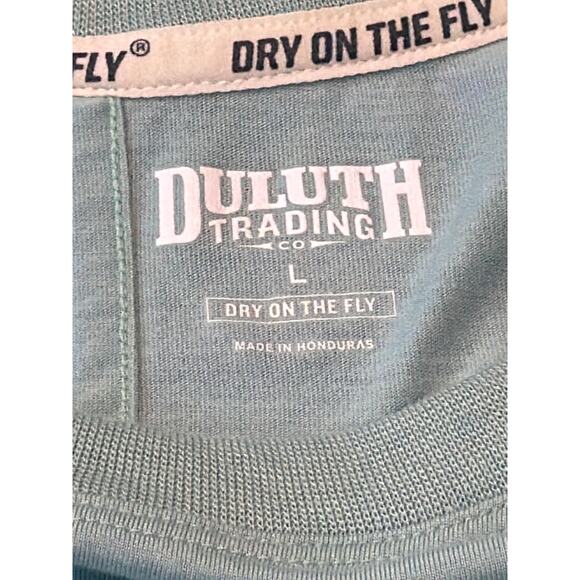 FLY® DRY ON THE FLY
DULUTH
TRADING
CO
L
DRY ON THE FLY
MADE IN HONDURAS